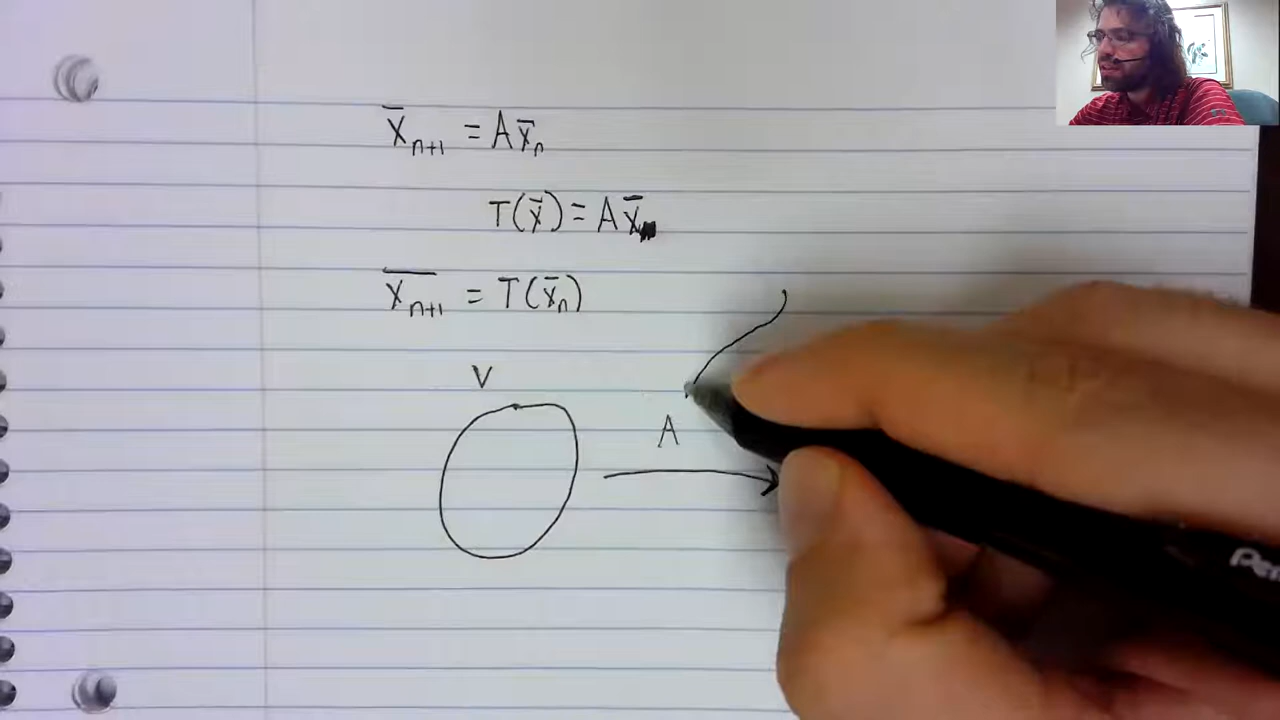 x̄ₙ₊₁ = Ax̄ₙ
T(x̄) = Ax̄
x̄ₙ₊₁ = T(x̄ₙ)
V
A